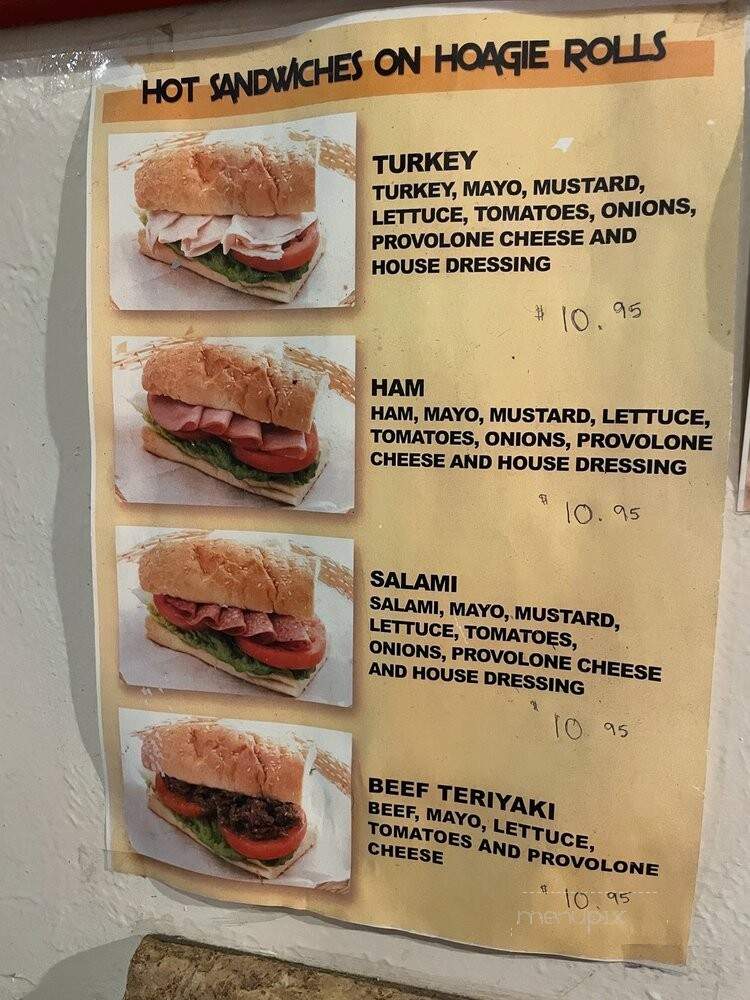 HOT SANDWICHES ON HOAGIE ROLLS
TURKEY
TURKEY, MAYO, MUSTARD,
LETTUCE, TOMATOES, ONIONS,
PROVOLONE CHEESE AND
HOUSE DRESSING
$ 10.95
HAM
HAM, MAYO, MUSTARD, LETTUCE,
TOMATOES, ONIONS, PROVOLONE
CHEESE AND HOUSE DRESSING
$ 10.95
SALAMI
SALAMI, MAYO, MUSTARD,
LETTUCE, TOMATOES,
ONIONS, PROVOLONE CHEESE
AND HOUSE DRESSING
$ 10 95
BEEF TERIYAKI
BEEF, MAYO, LETTUCE,
TOMATOES AND PROVOLONE
CHEESE
$ 10.95
menupix